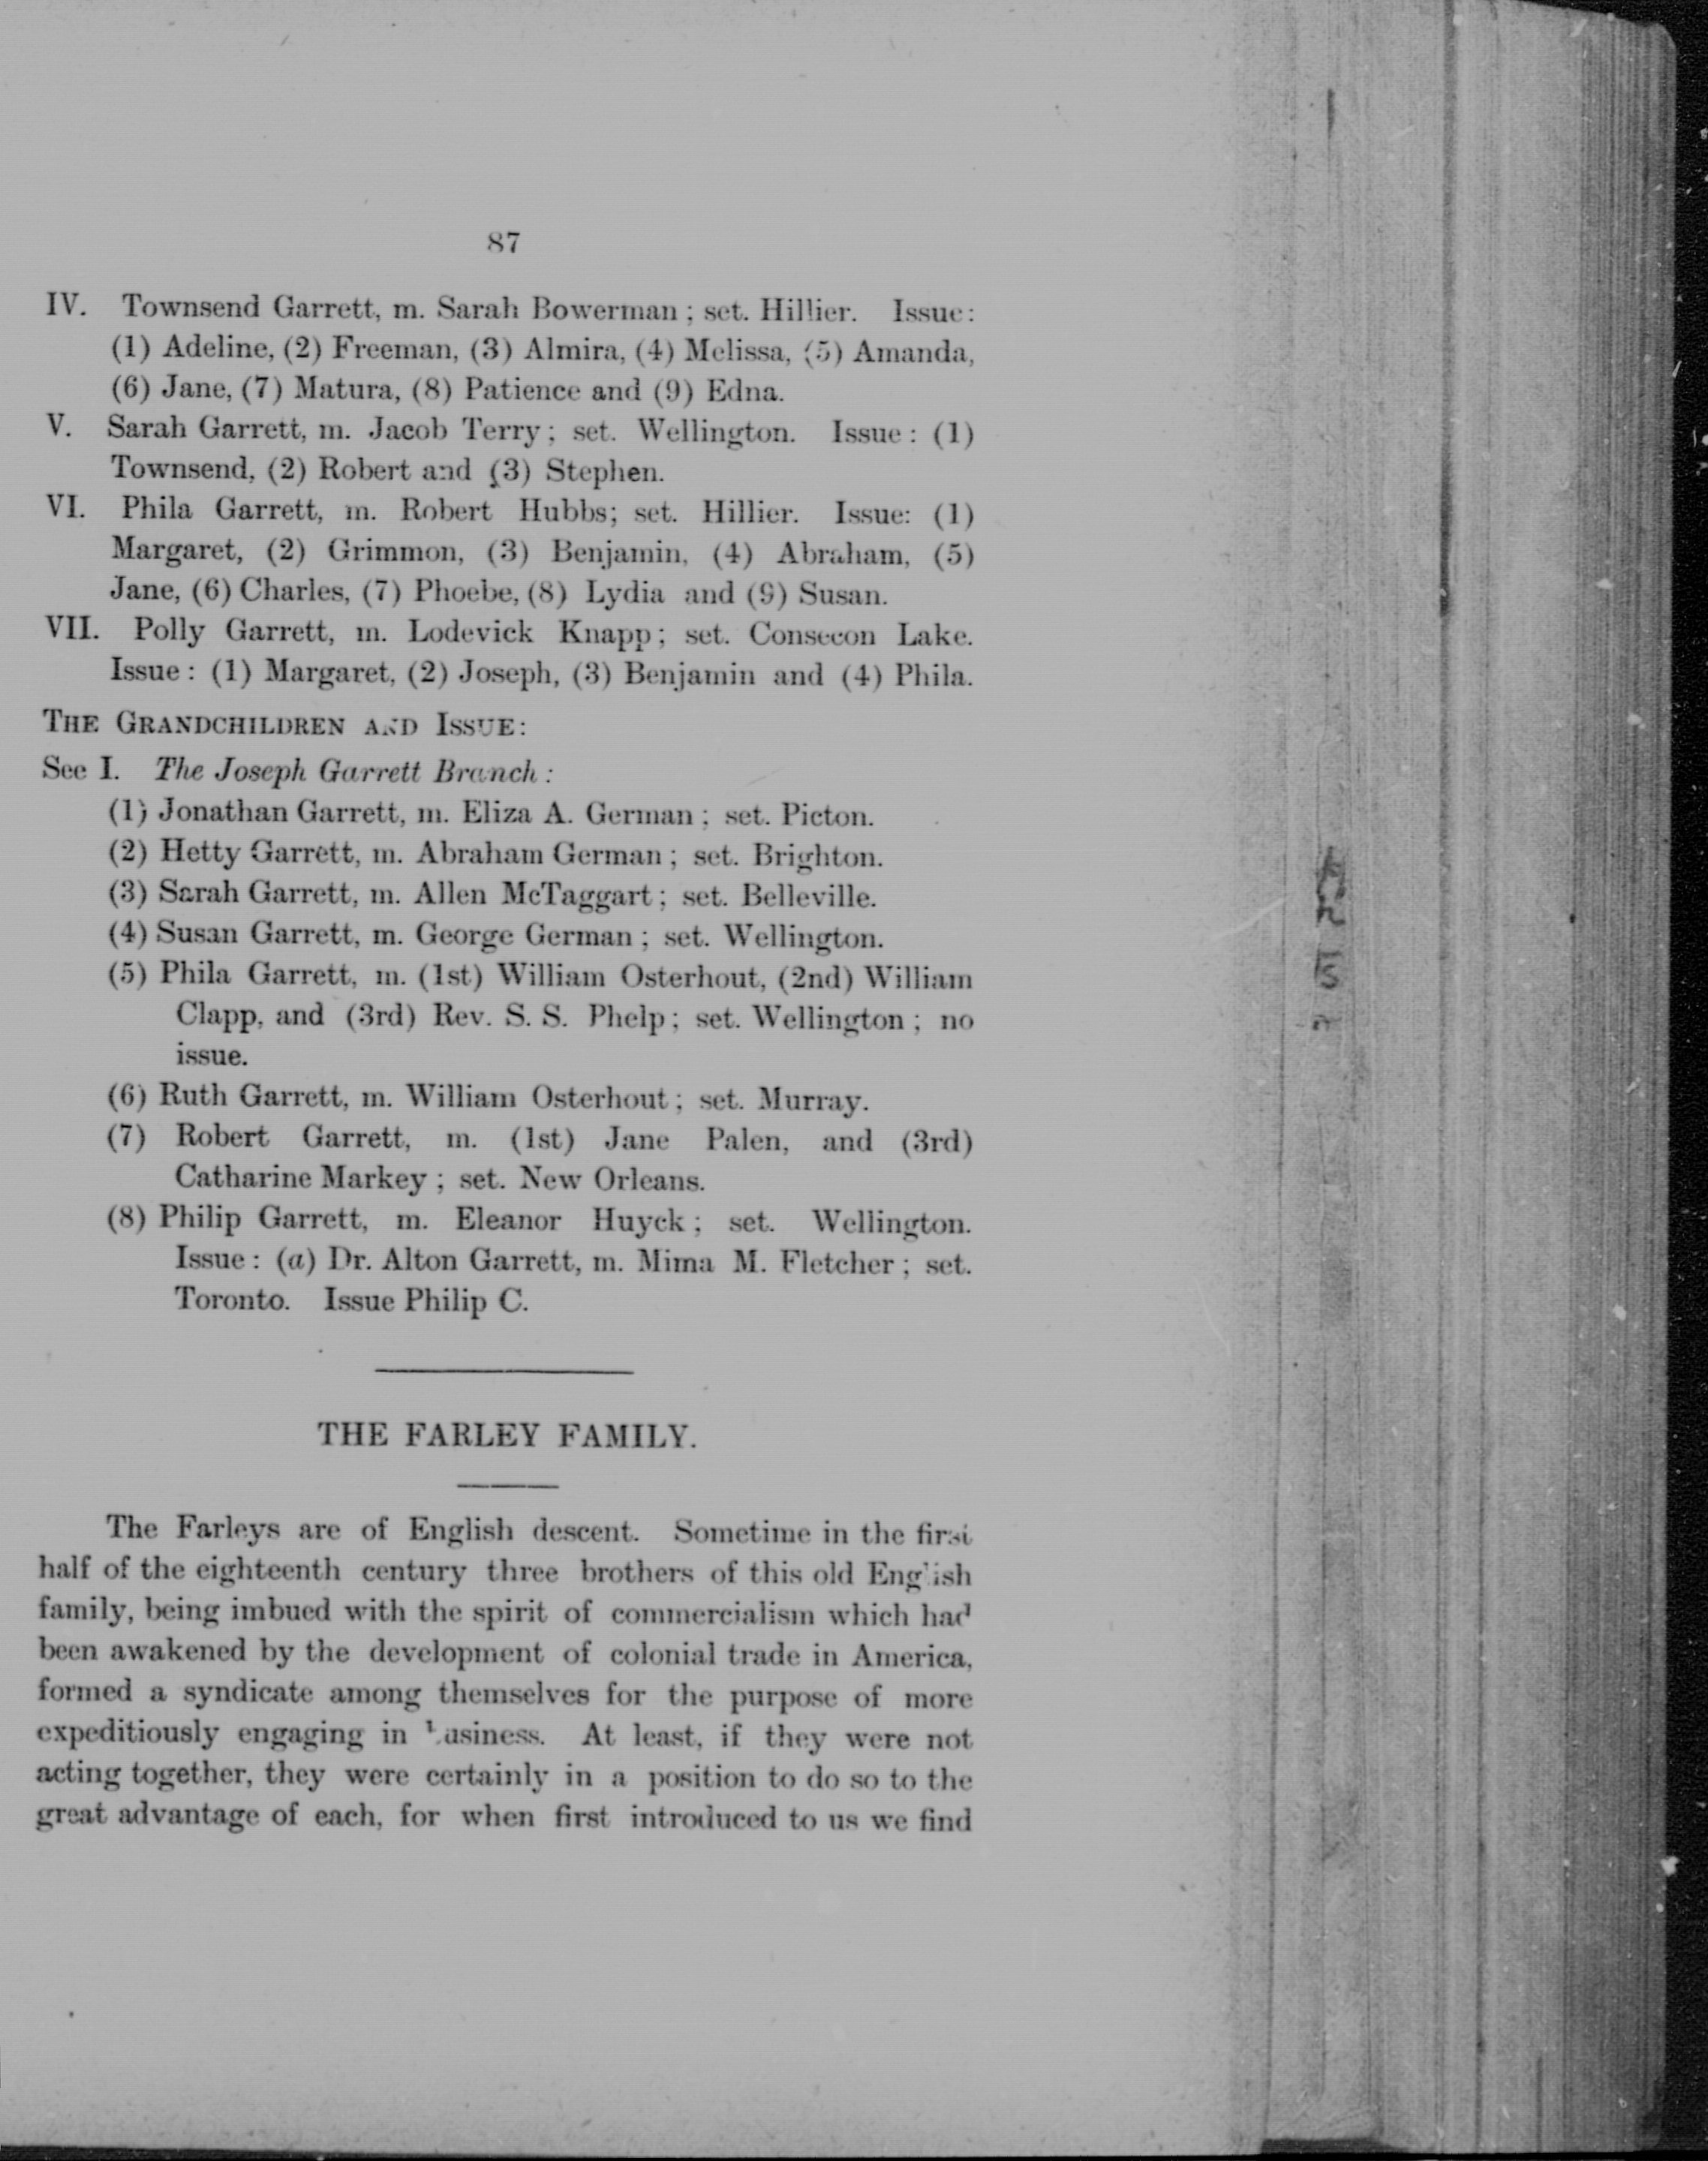 87
IV. Townsend Garrett, m. Sarah Bowerman; set. Hillier. Issue:
(1) Adeline, (2) Freeman, (3) Almira, (4) Melissa, (5) Amanda,
(6) Jane, (7) Matura, (8) Patience and (9) Edna.
V. Sarah Garrett, m. Jacob Terry; set. Wellington. Issue: (1)
Townsend, (2) Robert and (3) Stephen.
VI. Phila Garrett, m. Robert Hubbs; set. Hillier. Issue: (1)
Margaret, (2) Grimmon, (3) Benjamin, (4) Abraham, (5)
Jane, (6) Charles, (7) Phoebe, (8) Lydia and (9) Susan.
VII. Polly Garrett, m. Lodevick Knapp; set. Consecon Lake.
Issue: (1) Margaret, (2) Joseph, (3) Benjamin and (4) Phila.
THE GRANDCHILDREN AND ISSUE:
See I. The Joseph Garrett Branch:
(1) Jonathan Garrett, m. Eliza A. German; set. Picton.
(2) Hetty Garrett, m. Abraham German; set. Brighton.
(3) Sarah Garrett, m. Allen McTaggart; set. Belleville.
(4) Susan Garrett, m. George German; set. Wellington.
(5) Phila Garrett, m. (1st) William Osterhout, (2nd) William
Clapp, and (3rd) Rev. S. S. Phelp; set. Wellington; no
issue.
(6) Ruth Garrett, m. William Osterhout; set. Murray.
(7) Robert Garrett, m. (1st) Jane Palen, and (3rd)
Catharine Markey; set. New Orleans.
(8) Philip Garrett, m. Eleanor Huyck; set. Wellington.
Issue: (a) Dr. Alton Garrett, m. Mima M. Fletcher; set.
Toronto. Issue Philip C.
THE FARLEY FAMILY.
The Farleys are of English descent. Sometime in the first
half of the eighteenth century three brothers of this old English
family, being imbued with the spirit of commercialism which had
been awakened by the development of colonial trade in America,
formed a syndicate among themselves for the purpose of more
expeditiously engaging in business. At least, if they were not
acting together, they were certainly in a position to do so to the
great advantage of each, for when first introduced to us we find